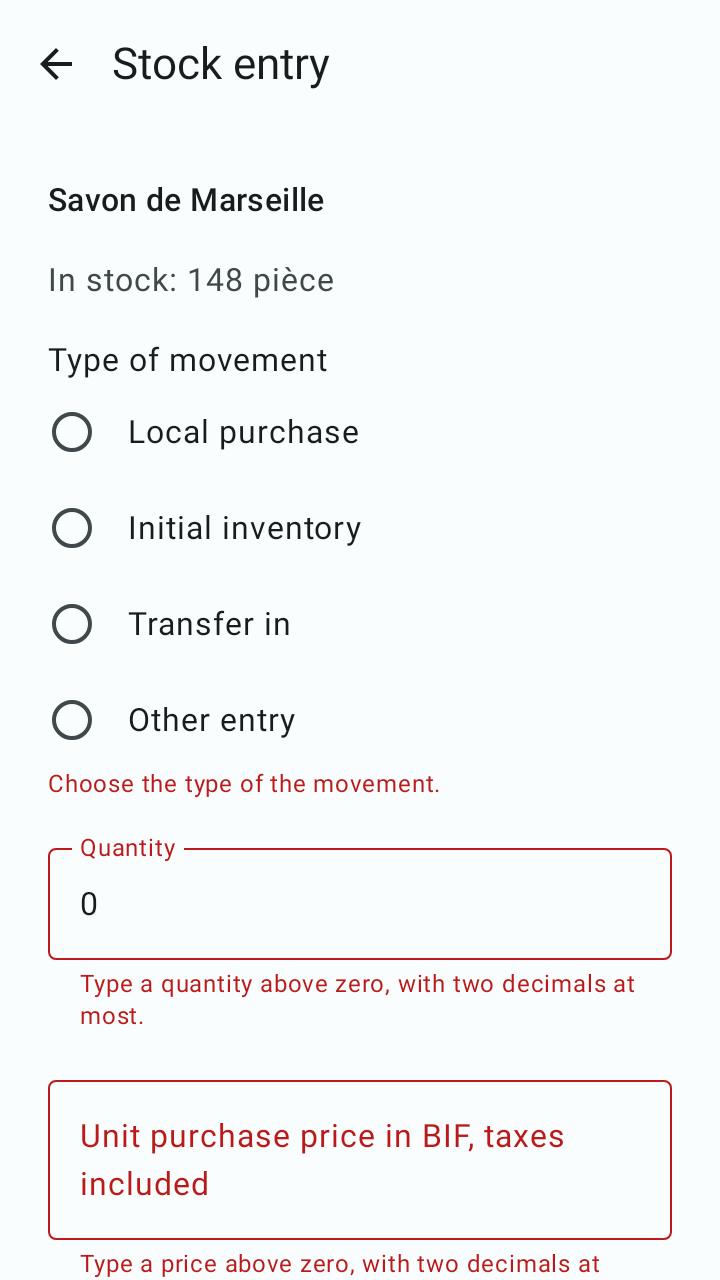 Stock entry
Savon de Marseille
In stock: 148 pièce
Type of movement
Local purchase
Initial inventory
Transfer in
Other entry
Choose the type of the movement.
Quantity
0
Type a quantity above zero, with two decimals at
most.
Unit purchase price in BIF, taxes
included
Type a price above zero, with two decimals at